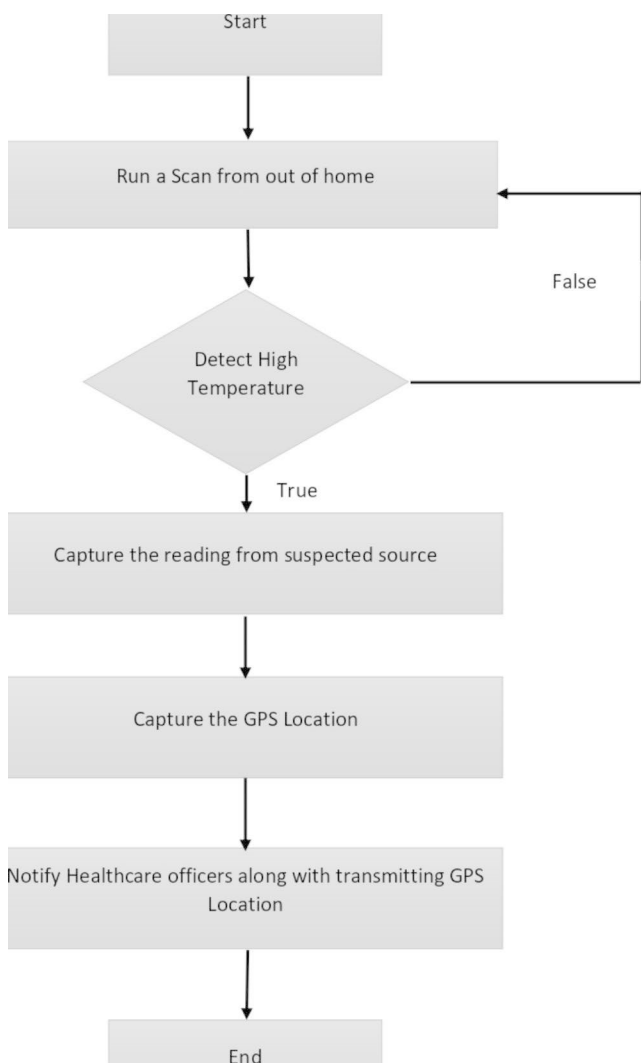 Start
Run a Scan from out of home
False
Detect High
Temperature
True
Capture the reading from suspected source
Capture the GPS Location
Notify Healthcare officers along with transmitting GPS
Location
End